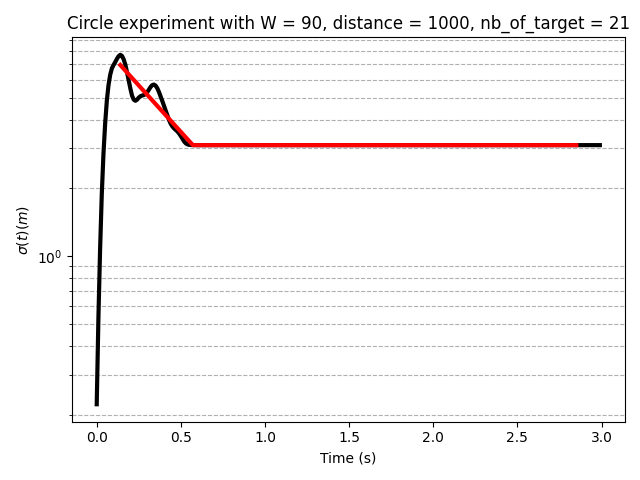 Circle experiment with W = 90, distance = 1000, nb_of_target = 21
σ(t)(m)
10⁰
0.0 0.5 1.0 1.5 2.0 2.5 3.0
Time (s)